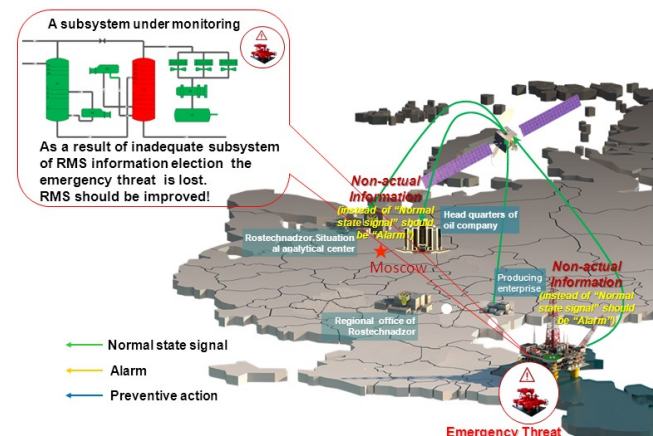 A subsystem under monitoring
As a result of inadequate subsystem
of RMS information election the
emergency threat is lost.
RMS should be improved!
Non-actual
Information
(instead of "Normal
state signal" should
be "Alarm")
Head quarters of
oil company
Rostechnadzor.Situation
al analytical center
Moscow
Non-actual
Information
(instead of "Normal
state signal" should
be "Alarm")
Producing
enterprise
Regional office of
Rostechnadzor
Normal state signal
Alarm
Preventive action
Emergency Threat